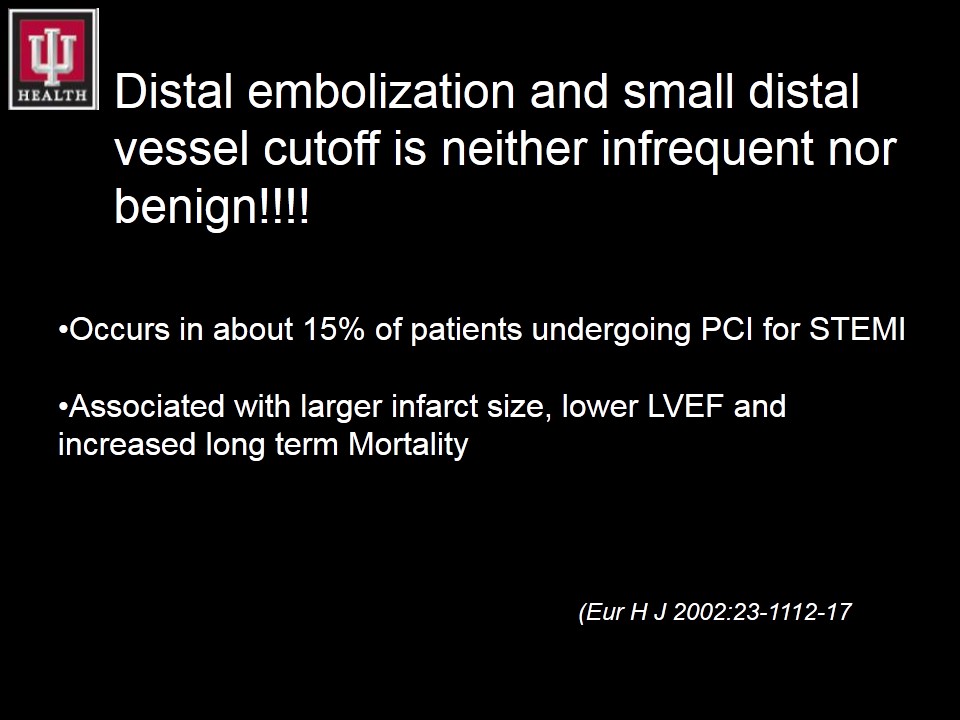 HEALTH
Distal embolization and small distal
vessel cutoff is neither infrequent nor
benign!!!!
•Occurs in about 15% of patients undergoing PCI for STEMI
•Associated with larger infarct size, lower LVEF and
increased long term Mortality
(Eur H J 2002:23-1112-17